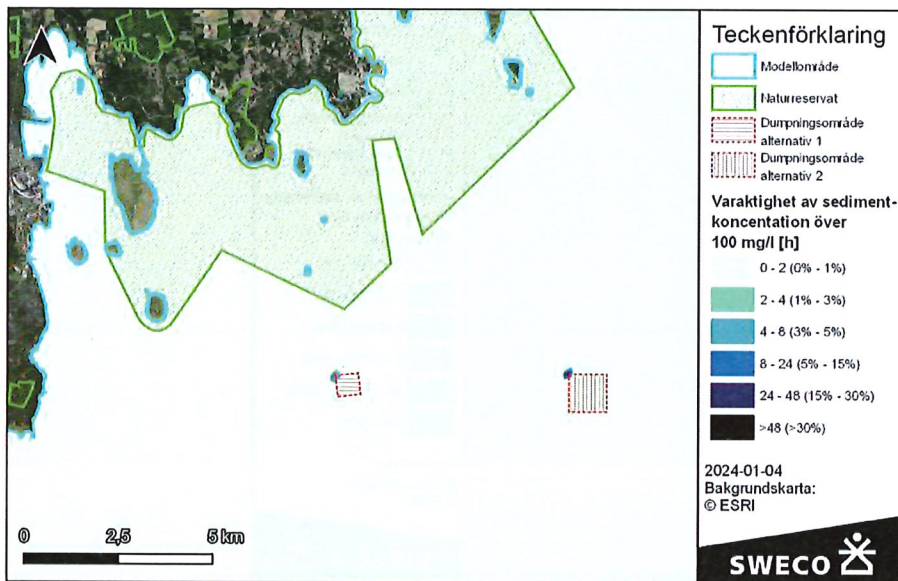 Teckenförklaring
Modellområde
Naturreservat
Dumpningsområde
alternativ 1
Dumpningsområde
alternativ 2
Varaktighet av sediment-
koncentation över
100 mg/l [h]
0 - 2 (0% - 1%)
2 - 4 (1% - 3%)
4 - 8 (3% - 5%)
8 - 24 (5% - 15%)
24 - 48 (15% - 30%)
>48 (>30%)
2024-01-04
Bakgrundskarta:
© ESRI
0 2,5 5 km
SWECO